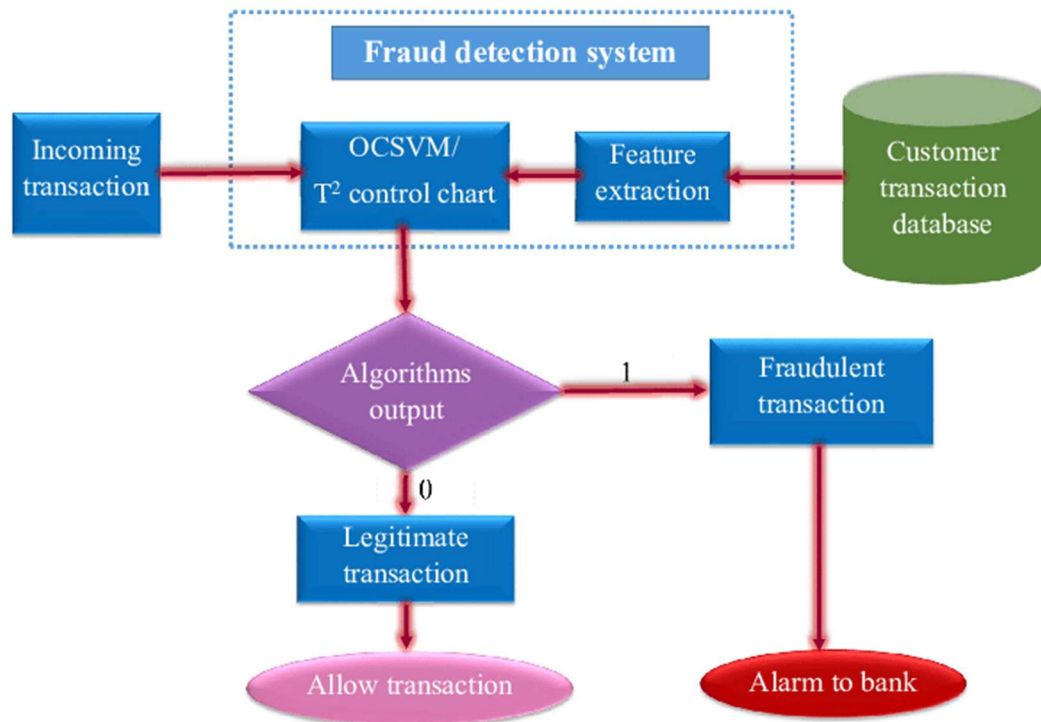 Fraud detection system
Incoming
transaction
OCSVM/
T² control chart
Feature
extraction
Customer
transaction
database
Algorithms
output
1
Fraudulent
transaction
0
Legitimate
transaction
Allow transaction
Alarm to bank